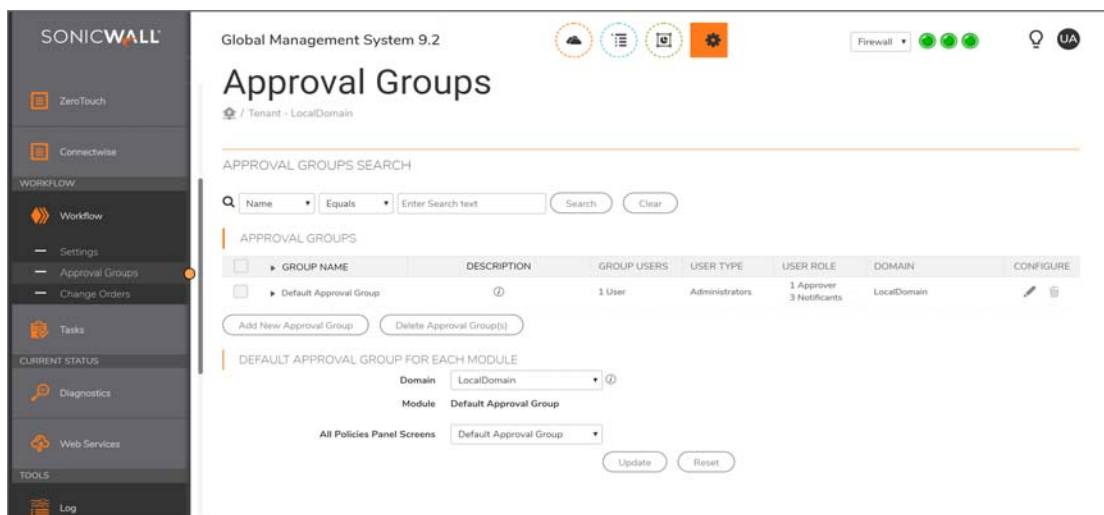 SONICWALL
Global Management System 9.2
Firewall
UA
Approval Groups
/ Tenant - LocalDomain
ZeroTouch
Connectwise
WORKFLOW
Workflow
Settings
Approval Groups
Change Orders
Tasks
CURRENT STATUS
Diagnostics
Web Services
TOOLS
Log
APPROVAL GROUPS SEARCH
Name Equals Enter Search text Search Clear
APPROVAL GROUPS
GROUP NAME DESCRIPTION GROUP USERS USER TYPE USER ROLE DOMAIN CONFIGURE
Default Approval Group 1 User Administrators 1 Approver LocalDomain
3 Notificants
Add New Approval Group Delete Approval Group(s)
DEFAULT APPROVAL GROUP FOR EACH MODULE
Domain LocalDomain
Module Default Approval Group
All Policies Panel Screens Default Approval Group
Update Reset